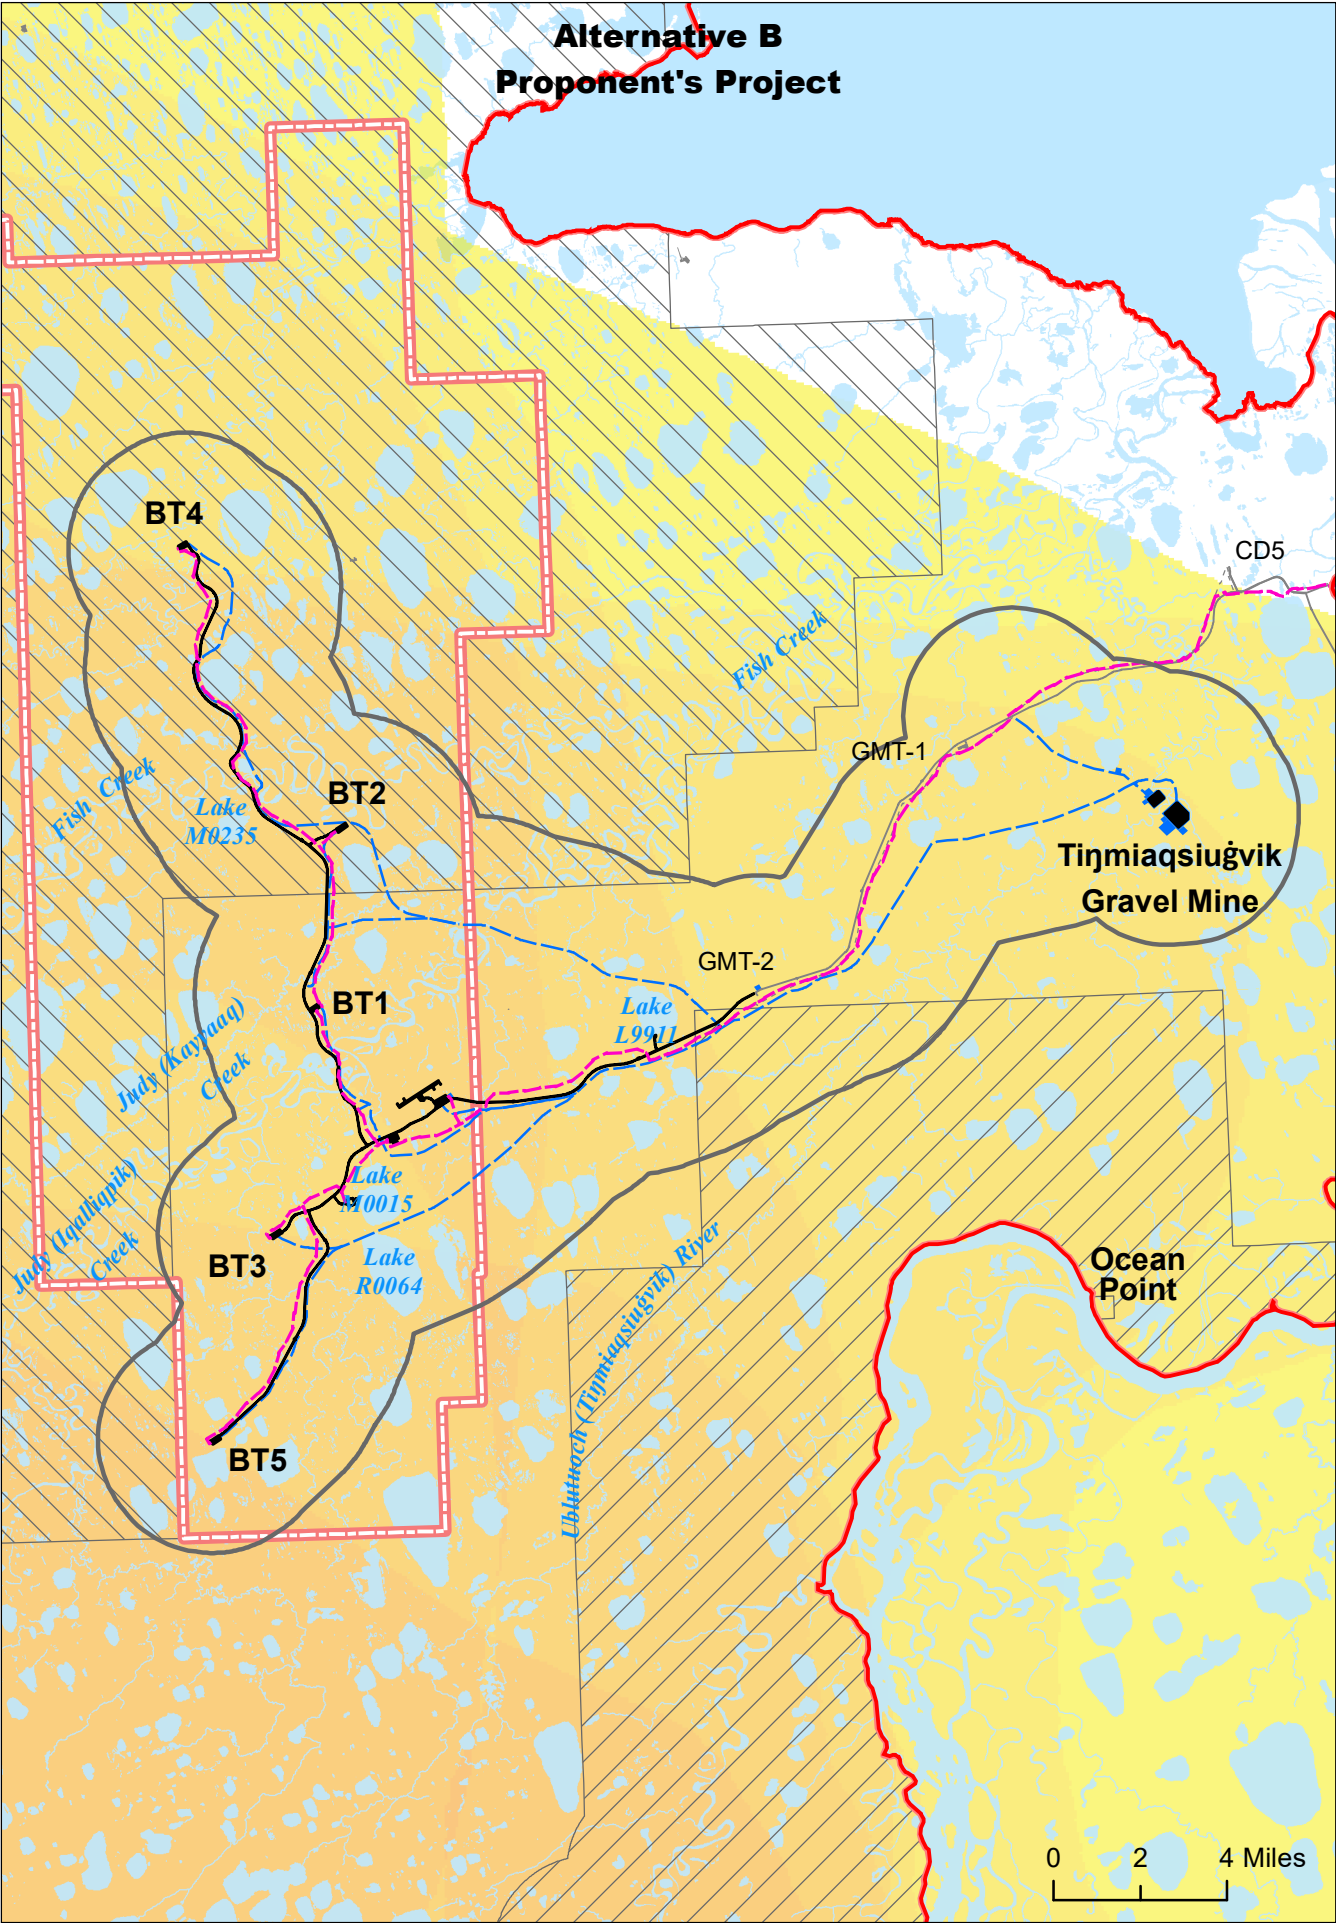 Alternative B
Proponent's Project
BT4
CD5
Fish Creek
GMT-1
Fish Creek
BT2
Lake
M0235
Tiŋmiaqsiuġvik
Gravel Mine
GMT-2
BT1
Lake
L9911
Judy (Kayyaaq)
Creek
Lake
M0015
Judy (Iqalliqpik)
Creek
BT3
Lake
R0064
Ublutuoch (Tiŋmiaqsiuġvik) River
Ocean
Point
BT5
0 2 4 Miles